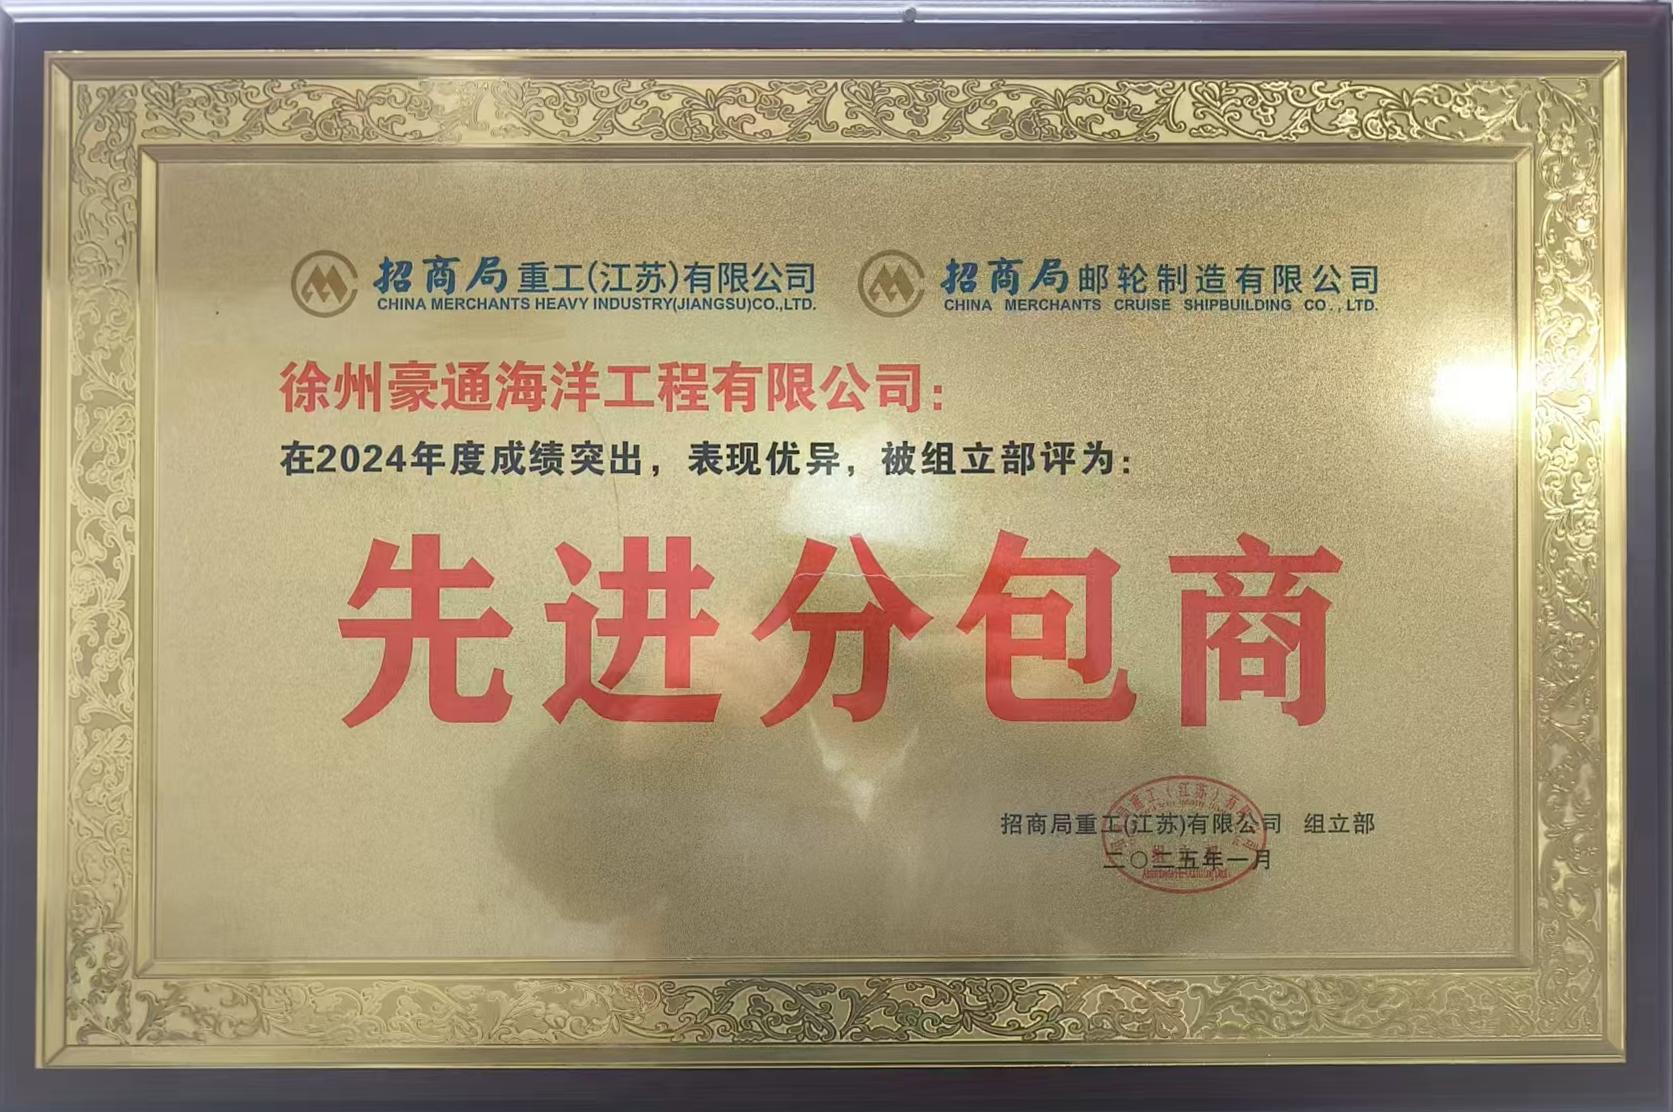 招商局重工(江苏)有限公司 招商局邮轮制造有限公司
CHINA MERCHANTS HEAVY INDUSTRY(JIANGSU)CO.,LTD. CHINA MERCHANTS CRUISE SHIPBUILDING CO.,LTD.
徐州豪通海洋工程有限公司:
在2024年度成绩突出，表现优异，被组立部评为:
先进分包商
招商局重工(江苏)有限公司 组立部
二〇二五年一月